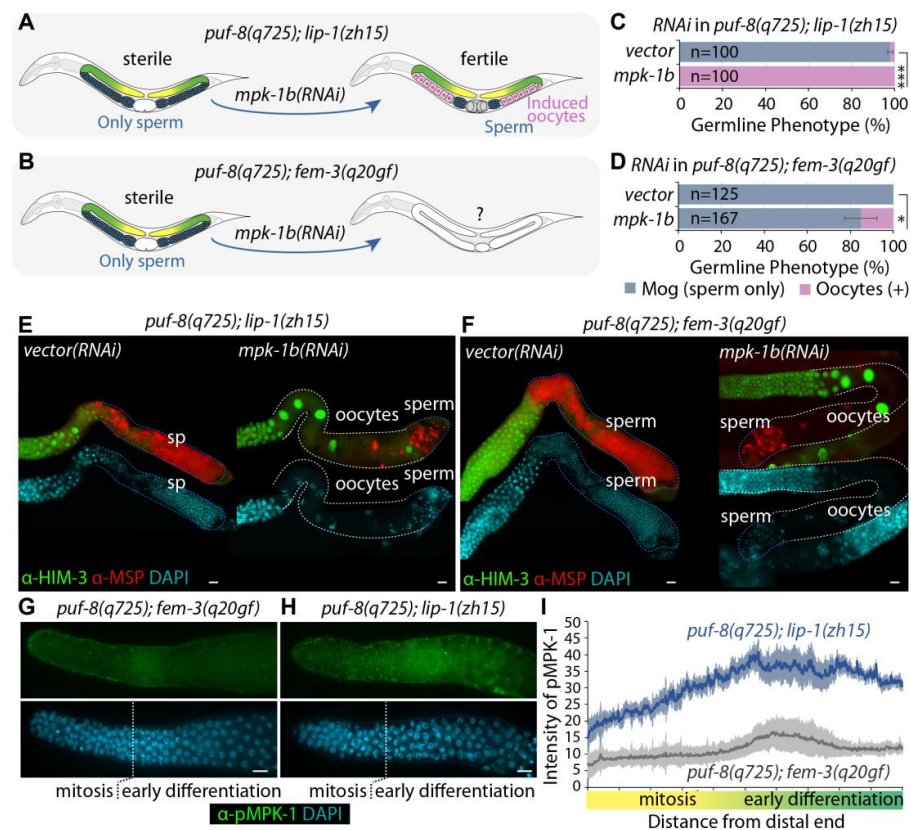 A
puf-8(q725); lip-1(zh15)
sterile
fertile
mpk-1b(RNAi)
Only sperm
Induced
oocytes
Sperm
B
puf-8(q725); fem-3(q20gf)
sterile
?
mpk-1b(RNAi)
Only sperm
C
RNAi in puf-8(q725); lip-1(zh15)
vector
n=100
mpk-1b
n=100
***
0 20 40 60 80 100
Germline Phenotype (%)
D
RNAi in puf-8(q725); fem-3(q20gf)
vector
n=125
mpk-1b
n=167
*
0 20 40 60 80 100
Germline Phenotype (%)
Mog (sperm only) Oocytes (+)
E
puf-8(q725); lip-1(zh15)
vector(RNAi)
mpk-1b(RNAi)
sp
sp
oocytes
sperm
oocytes
sperm
α-HIM-3 α-MSP DAPI
F
puf-8(q725); fem-3(q20gf)
vector(RNAi)
mpk-1b(RNAi)
sperm
sperm
sperm
oocytes
sperm
oocytes
α-HIM-3 α-MSP DAPI
G
puf-8(q725); fem-3(q20gf)
mitosis early differentiation
H
puf-8(q725); lip-1(zh15)
mitosis early differentiation
α-pMPK-1 DAPI
I
Intensity of pMPK-1
50
45
40
35
30
25
20
15
10
5
0
puf-8(q725); lip-1(zh15)
puf-8(q725); fem-3(q20gf)
mitosis early differentiation
Distance from distal end